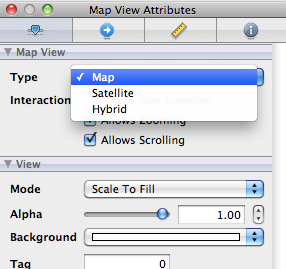 Map View Attributes
Map View
Type
Map
Satellite
Hybrid
Interaction
Allows Zooming
Allows Scrolling
View
Mode Scale To Fill
Alpha 1.00
Background
Tag 0